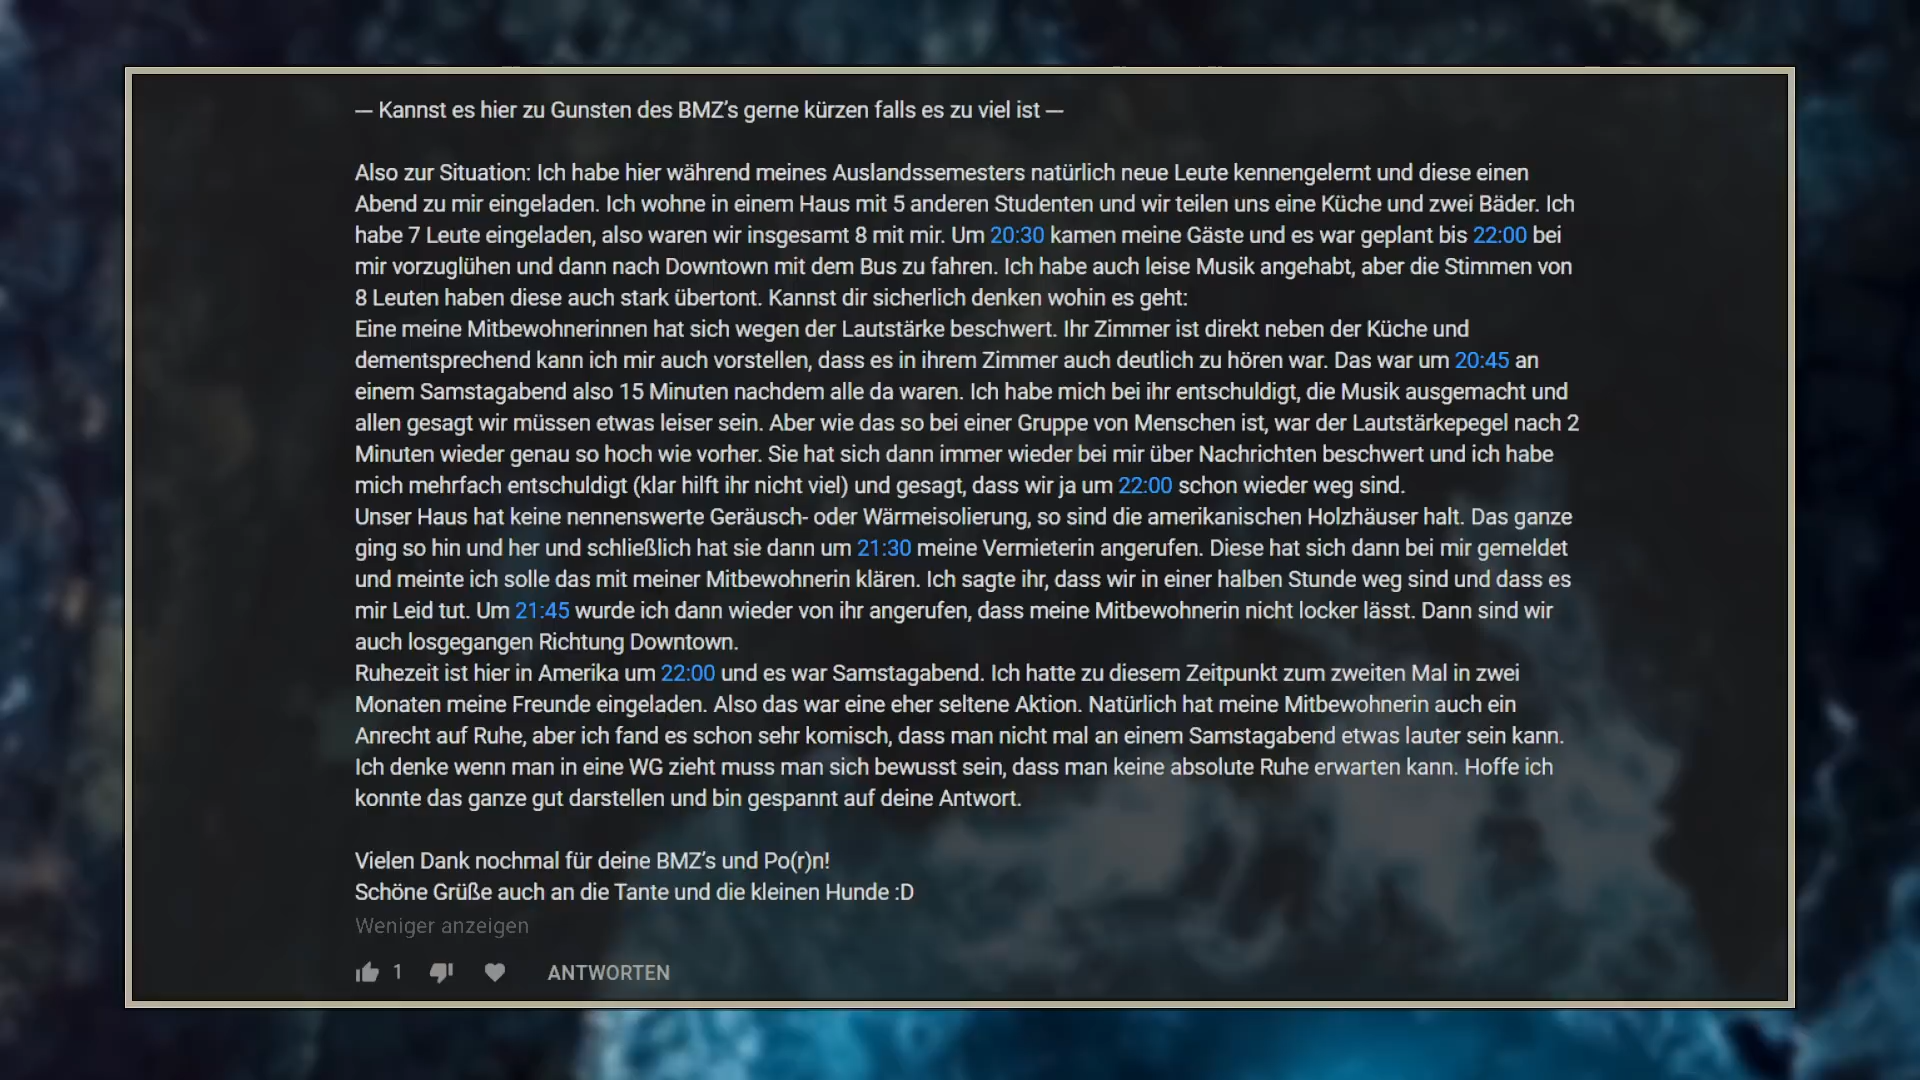 — Kannst es hier zu Gunsten des BMZ’s gerne kürzen falls es zu viel ist —
Also zur Situation: Ich habe hier während meines Auslandssemesters natürlich neue Leute kennengelernt und diese einen
Abend zu mir eingeladen. Ich wohne in einem Haus mit 5 anderen Studenten und wir teilen uns eine Küche und zwei Bäder. Ich
habe 7 Leute eingeladen, also waren wir insgesamt 8 mit mir. Um 20:30 kamen meine Gäste und es war geplant bis 22:00 bei
mir vorzuglühen und dann nach Downtown mit dem Bus zu fahren. Ich habe auch leise Musik angehabt, aber die Stimmen von
8 Leuten haben diese auch stark übertont. Kannst dir sicherlich denken wohin es geht:
Eine meine Mitbewohnerinnen hat sich wegen der Lautstärke beschwert. Ihr Zimmer ist direkt neben der Küche und
dementsprechend kann ich mir auch vorstellen, dass es in ihrem Zimmer auch deutlich zu hören war. Das war um 20:45 an
einem Samstagabend also 15 Minuten nachdem alle da waren. Ich habe mich bei ihr entschuldigt, die Musik ausgemacht und
allen gesagt wir müssen etwas leiser sein. Aber wie das so bei einer Gruppe von Menschen ist, war der Lautstärkepegel nach 2
Minuten wieder genau so hoch wie vorher. Sie hat sich dann immer wieder bei mir über Nachrichten beschwert und ich habe
mich mehrfach entschuldigt (klar hilft ihr nicht viel) und gesagt, dass wir ja um 22:00 schon wieder weg sind.
Unser Haus hat keine nennenswerte Geräusch- oder Wärmeisolierung, so sind die amerikanischen Holzhäuser halt. Das ganze
ging so hin und her und schließlich hat sie dann um 21:30 meine Vermieterin angerufen. Diese hat sich dann bei mir gemeldet
und meinte ich solle das mit meiner Mitbewohnerin klären. Ich sagte ihr, dass wir in einer halben Stunde weg sind und dass es
mir Leid tut. Um 21:45 wurde ich dann wieder von ihr angerufen, dass meine Mitbewohnerin nicht locker lässt. Dann sind wir
auch losgegangen Richtung Downtown.
Ruhezeit ist hier in Amerika um 22:00 und es war Samstagabend. Ich hatte zu diesem Zeitpunkt zum zweiten Mal in zwei
Monaten meine Freunde eingeladen. Also das war eine eher seltene Aktion. Natürlich hat meine Mitbewohnerin auch ein
Anrecht auf Ruhe, aber ich fand es schon sehr komisch, dass man nicht mal an einem Samstagabend etwas lauter sein kann.
Ich denke wenn man in eine WG zieht muss man sich bewusst sein, dass man keine absolute Ruhe erwarten kann. Hoffe ich
konnte das ganze gut darstellen und bin gespannt auf deine Antwort.
Vielen Dank nochmal für deine BMZ’s und Po(r)n!
Schöne Grüße auch an die Tante und die kleinen Hunde :D
Weniger anzeigen
1 ANTWORTEN